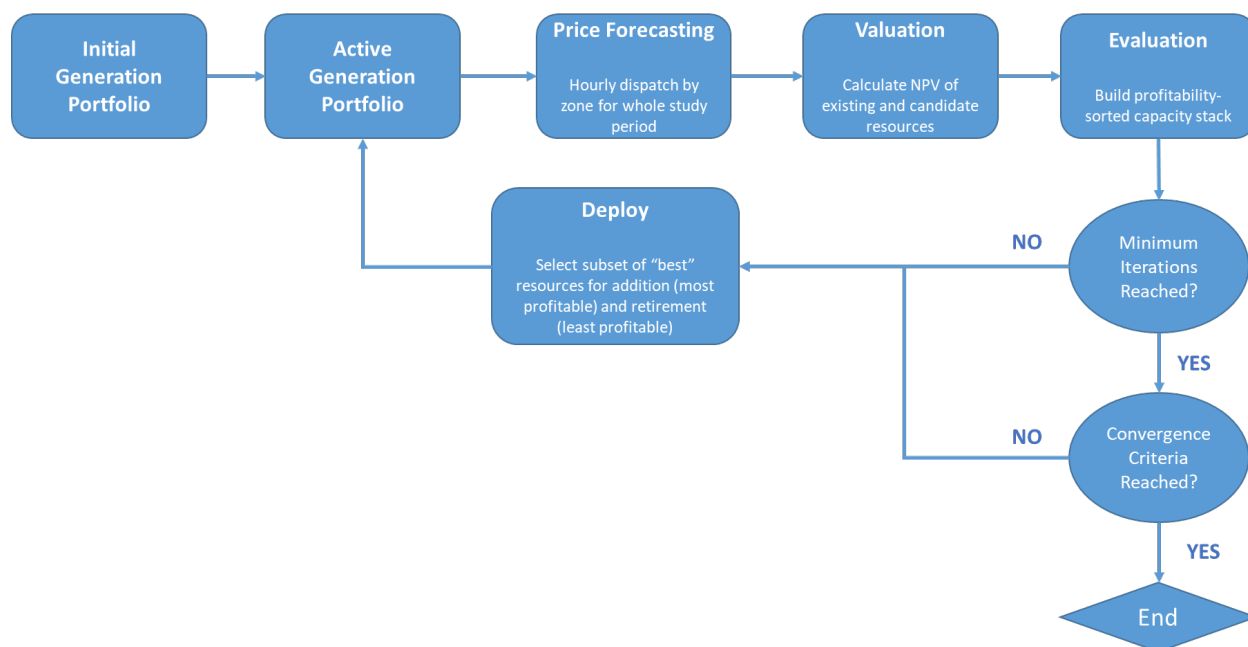 Initial
Generation
Portfolio
Active
Generation
Portfolio
Price Forecasting
Hourly dispatch by
zone for whole study
period
Valuation
Calculate NPV of
existing and candidate
resources
Evaluation
Build profitability-
sorted capacity stack
Deploy
Select subset of “best”
resources for addition (most
profitable) and retirement
(least profitable)
NO
Minimum
Iterations
Reached?
YES
NO
Convergence
Criteria
Reached?
YES
End